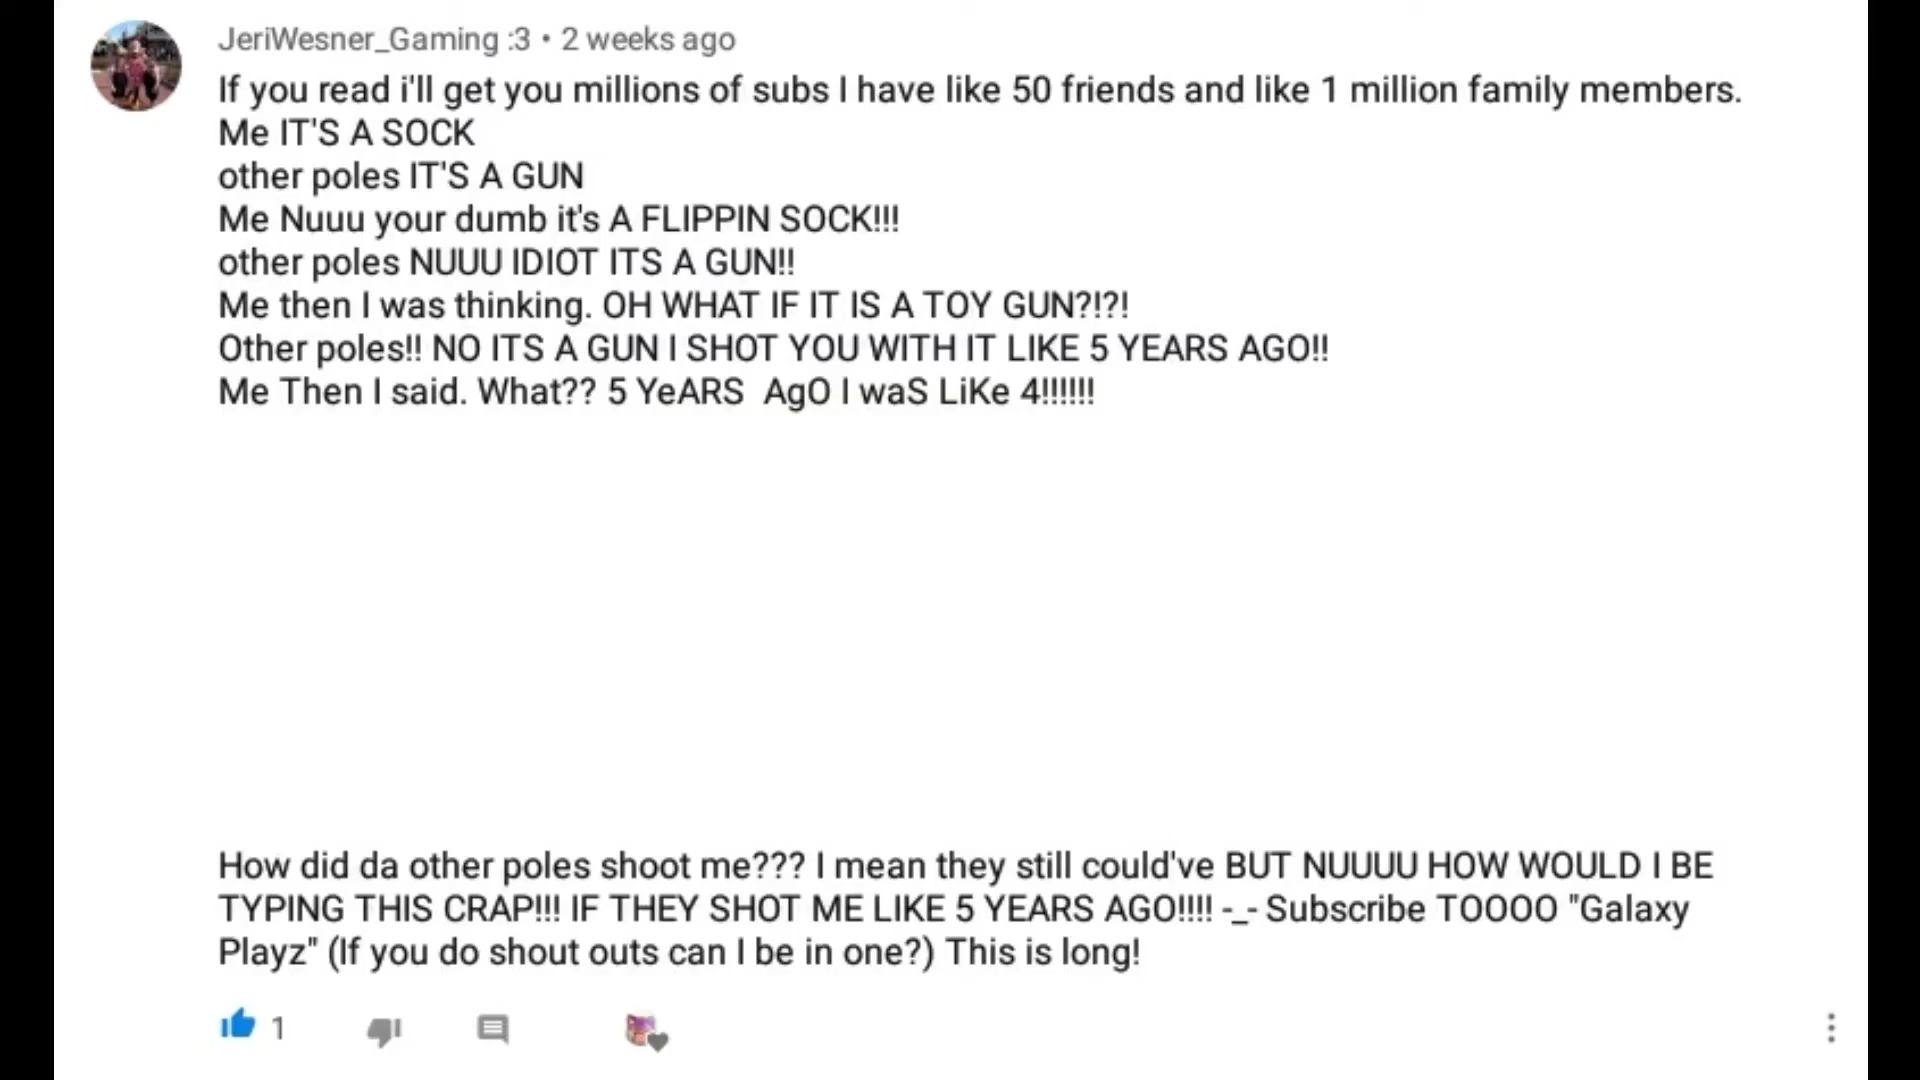 JeriWesner_Gaming :3 • 2 weeks ago
If you read i'll get you millions of subs I have like 50 friends and like 1 million family members.
Me IT'S A SOCK
other poles IT'S A GUN
Me Nuuu your dumb it's A FLIPPIN SOCK!!!
other poles NUUU IDIOT ITS A GUN!!
Me then I was thinking. OH WHAT IF IT IS A TOY GUN?!?!
Other poles!! NO ITS A GUN I SHOT YOU WITH IT LIKE 5 YEARS AGO!!
Me Then I said. What?? 5 YeARS  AgO I waS LiKe 4!!!!!!
How did da other poles shoot me??? I mean they still could've BUT NUUUU HOW WOULD I BE
TYPING THIS CRAP!!! IF THEY SHOT ME LIKE 5 YEARS AGO!!!! -_- Subscribe TOOOO "Galaxy
Playz" (If you do shout outs can I be in one?) This is long!
1